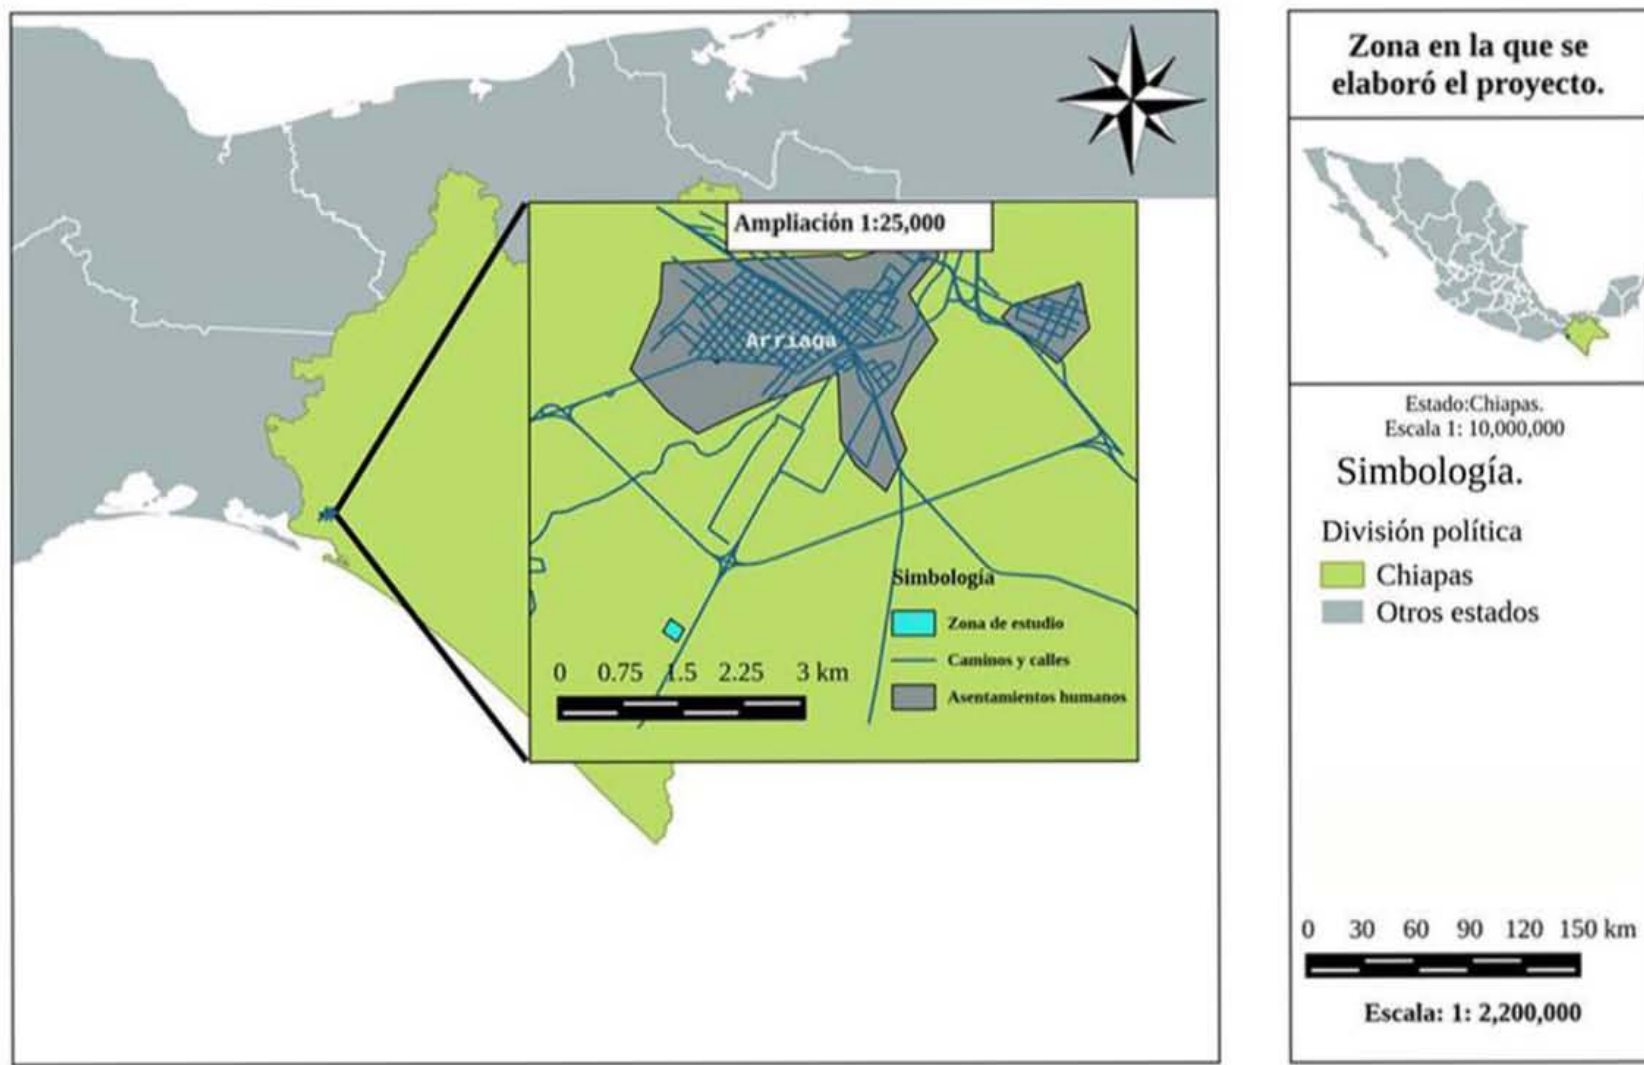 Ampliación 1:25,000
Arriaga
Simbología
Zona de estudio
Caminos y calles
Asentamientos humanos
0 0.75 1.5 2.25 3 km
Zona en la que se
elaboró el proyecto.
Estado:Chiapas.
Escala 1: 10,000,000
Simbología.
División política
Chiapas
Otros estados
0 30 60 90 120 150 km
Escala: 1: 2,200,000